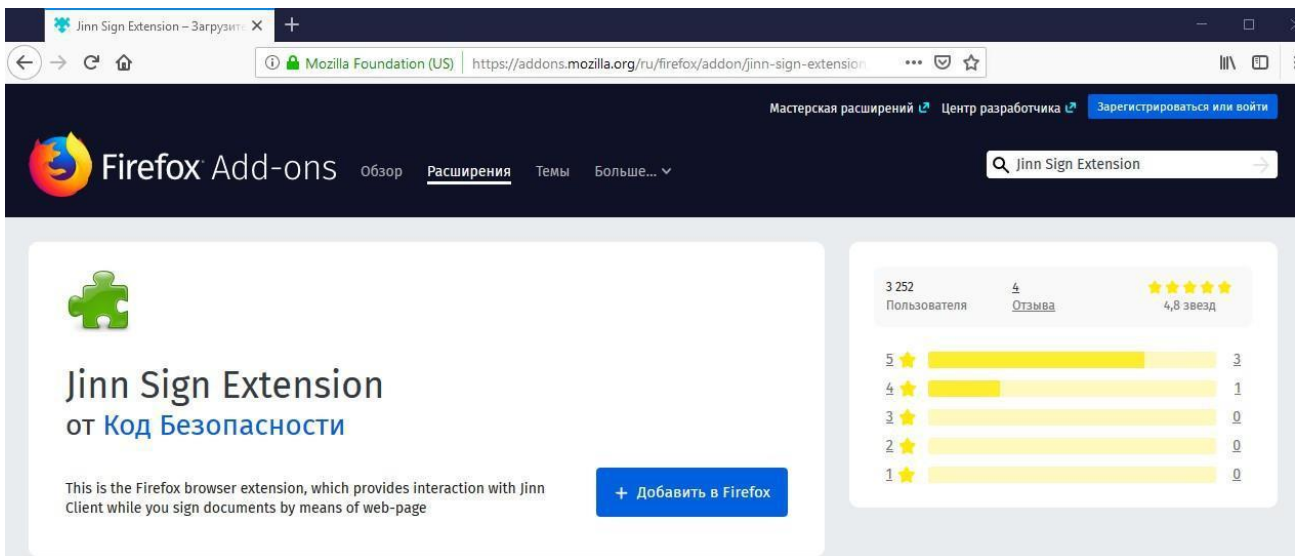 Jinn Sign Extension – Загрузите
Mozilla Foundation (US) https://addons.mozilla.org/ru/firefox/addon/jinn-sign-extension
Мастерская расширений Центр разработчика Зарегистрироваться или войти
Firefox Add-ons Обзор Расширения Темы Больше... Jinn Sign Extension
Jinn Sign Extension
от Код Безопасности
This is the Firefox browser extension, which provides interaction with Jinn
Client while you sign documents by means of web-page
+ Добавить в Firefox
3 252 4
Пользователя Отзыва 4,8 звезд
5 3
4 1
3 0
2 0
1 0